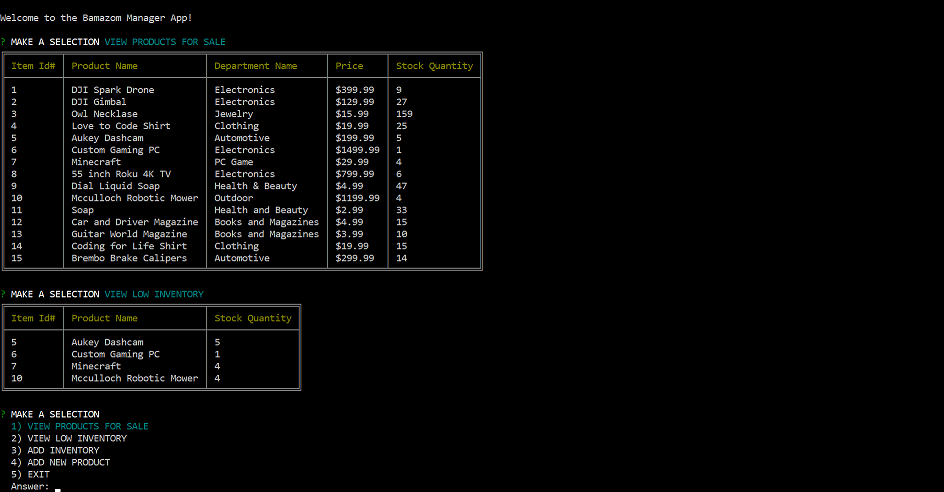 Welcome to the Bamazom Manager App!
? MAKE A SELECTION VIEW PRODUCTS FOR SALE
Item Id# Product Name Department Name Price Stock Quantity
1 DJI Spark Drone Electronics $399.99 9
2 DJI Gimbal Electronics $129.99 27
3 Owl Necklase Jewelry $15.99 159
4 Love to Code Shirt Clothing $19.99 25
5 Aukey Dashcam Automotive $199.99 5
6 Custom Gaming PC Electronics $1499.99 1
7 Minecraft PC Game $29.99 4
8 55 inch Roku 4K TV Electronics $799.99 6
9 Dial Liquid Soap Health & Beauty $4.99 47
10 Mcculloch Robotic Mower Outdoor $1199.99 4
11 Soap Health and Beauty $2.99 33
12 Car and Driver Magazine Books and Magazines $4.99 15
13 Guitar World Magazine Books and Magazines $3.99 10
14 Coding for Life Shirt Clothing $19.99 15
15 Brembo Brake Calipers Automotive $299.99 14
? MAKE A SELECTION VIEW LOW INVENTORY
Item Id# Product Name Stock Quantity
5 Aukey Dashcam 5
6 Custom Gaming PC 1
7 Minecraft 4
10 Mcculloch Robotic Mower 4
? MAKE A SELECTION
1) VIEW PRODUCTS FOR SALE
2) VIEW LOW INVENTORY
3) ADD INVENTORY
4) ADD NEW PRODUCT
5) EXIT
Answer: